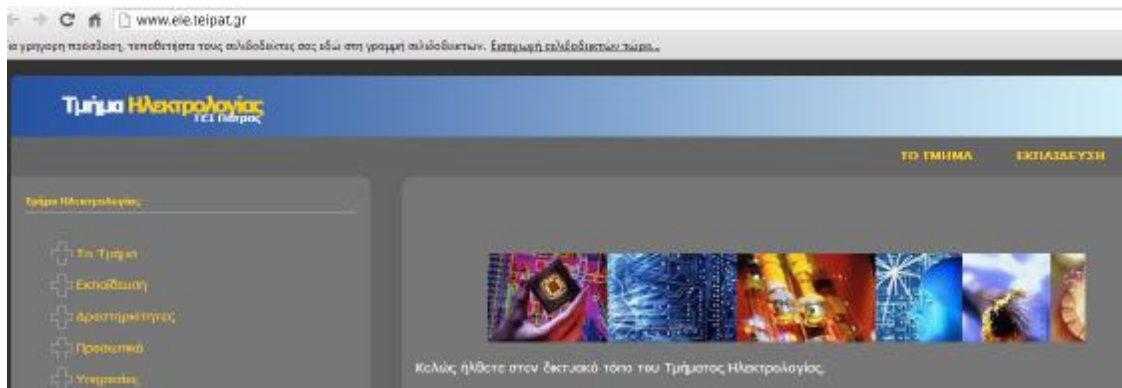 www.eie.teipat.gr
ια γρηγορη πρόσβαση, τοποθετήστε τους σελιδοδείκτες σας εδώ στη γραμμή σελιδοδεικτών. Εισαγωγή σελιδοδεικτών τώρα...
Τμήμα Ηλεκτρολογίας
ΤΕΙ Πάτρας
ΤΟ ΤΜΗΜΑ ΕΚΠΑΙΔΕΥΣΗ
Τμήμα Ηλεκτρολογίας
Το Τμήμα
Εκπαίδευση
Δραστηριότητες
Προσωπικό
Υπηρεσίες
Καλώς ήλθατε στον δικτυακό τόπο του Τμήματος Ηλεκτρολογίας.